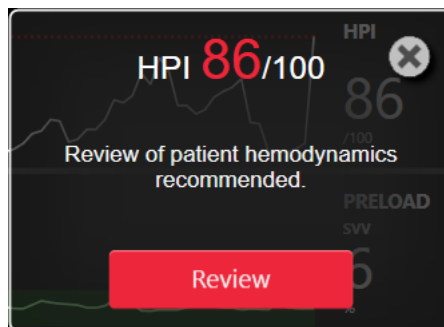 HPI
HPI 86/100
86
/100
Review of patient hemodynamics
recommended.
PRELOAD
SVV
Review
6
%